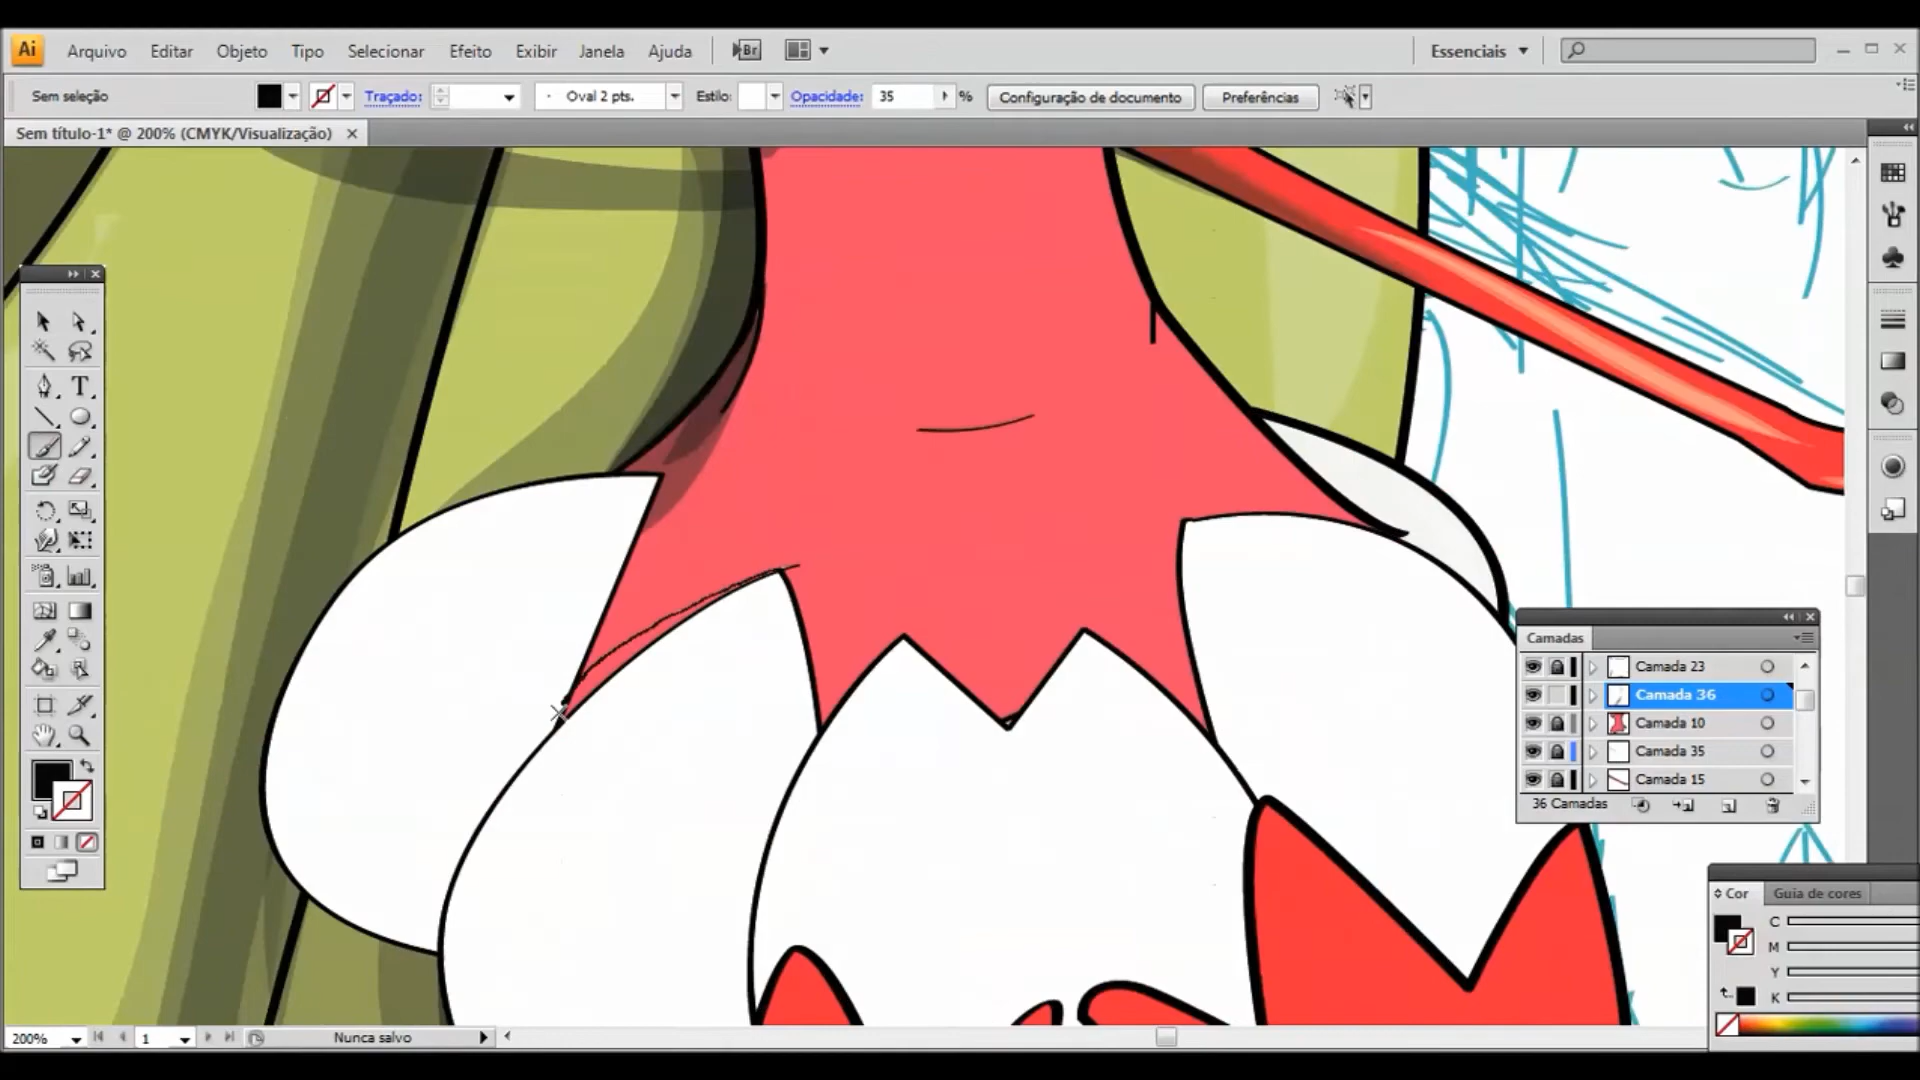 Ai Arquivo Editar Objeto Tipo Selecionar Efeito Exibir Janela Ajuda Br Essenciais
Sem seleção Traçado: Oval 2 pts. Estilo: Opacidade: 35 % Configuração de documento Preferências
Sem título-1* @ 200% (CMYK/Visualização)
T
Camadas
Camada 23
Camada 36
Camada 10
Camada 35
Camada 15
36 Camadas
Cor Guia de cores
C
M
Y
K
200% 1 Nunca salvo